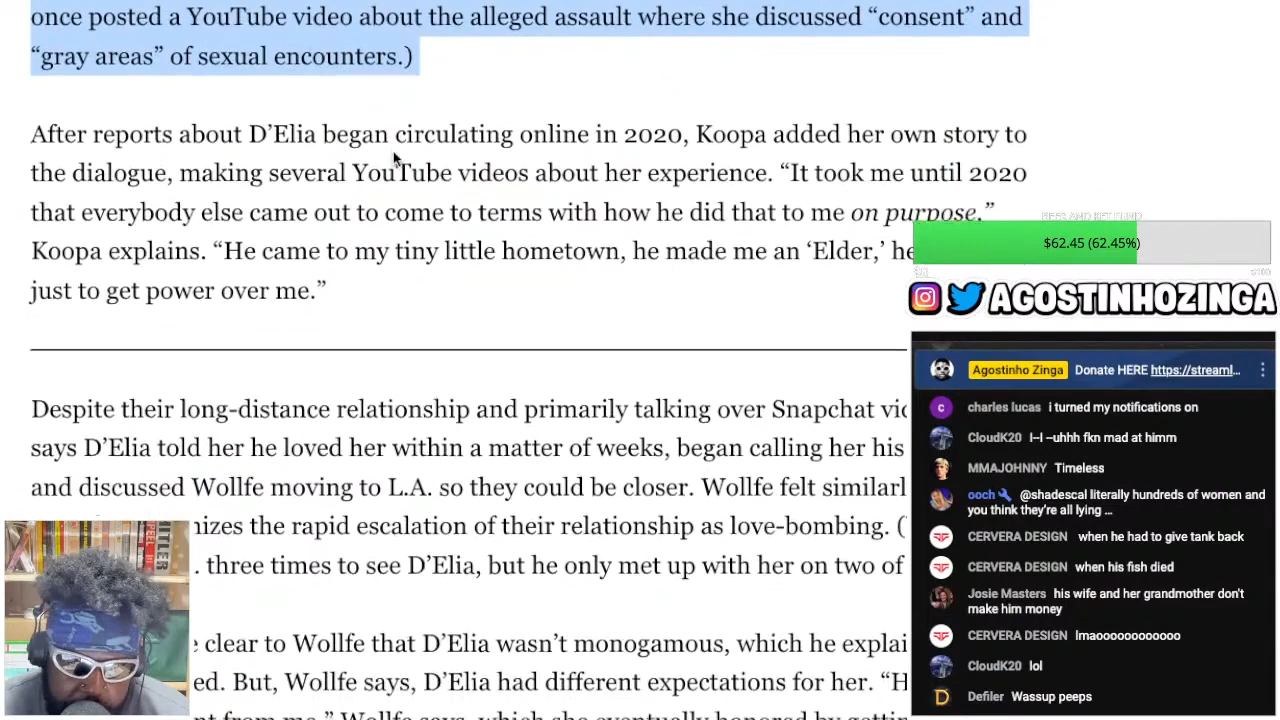 once posted a YouTube video about the alleged assault where she discussed “consent” and
“gray areas” of sexual encounters.)
After reports about D’Elia began circulating online in 2020, Koopa added her own story to
the dialogue, making several YouTube videos about her experience. “It took me until 2020
that everybody else came out to come to terms with how he did that to me on purpose,”
Koopa explains. “He came to my tiny little hometown, he made me an ‘Elder,’ he
just to get power over me.”
Despite their long-distance relationship and primarily talking over Snapchat
says D’Elia told her he loved her within a matter of weeks, began calling her his
and discussed Wollfe moving to L.A. so they could be closer. Wollfe felt
the rapid escalation of their relationship as love-bombing. (
. three times to see D’Elia, but he only met up with her on two of
clear to Wollfe that D’Elia wasn’t monogamous, which he
ed. But, Wollfe says, D’Elia had different expectations for her. “H
from me,” Wollfe says, which she eventually honored by
$62.45 (62.45%)
AGOSTINHOZINGA
Agostinho Zinga Donate HERE https://streaml...
charles lucas i turned my notifications on
CloudK20 I-I --uhhh fkn mad at himm
MMAJOHNNY Timeless
ooch @shadescal literally hundreds of women and
you think they’re all lying ...
CERVERA DESIGN when he had to give tank back
CERVERA DESIGN when his fish died
Josie Masters his wife and her grandmother don't
make him money
CERVERA DESIGN lmaoooooooooooo
CloudK20 lol
Defiler Wassup peeps